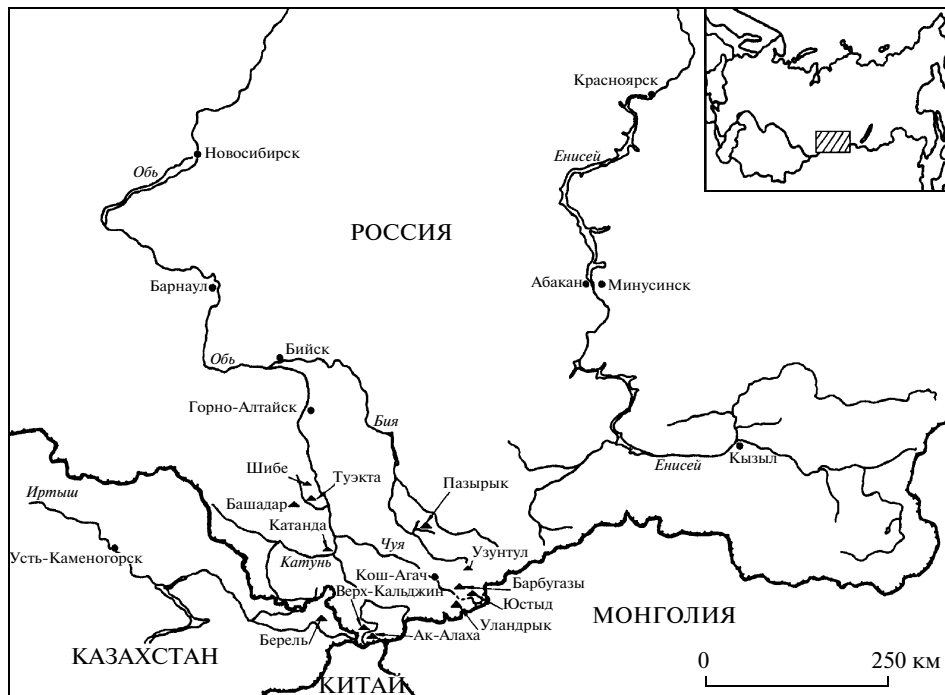 Красноярск
Новосибирск
Обь
Енисей
РОССИЯ
Барнаул
Абакан
Минусинск
Бийск
Обь
Горно-Алтайск
Бия
Енисей
Кызыл
Шибе
Туэкта
Пазырык
Иртыш
Башадар
Катанда
Чуя
Узунтул
Усть-Каменогорск
Катунь
Кош-Агач
Барбугазы
Верх-Кальджин
Юстыд
МОНГОЛИЯ
Уландрык
Берель
Ак-Алаха
КАЗАХСТАН
КИТАЙ
0
250 км